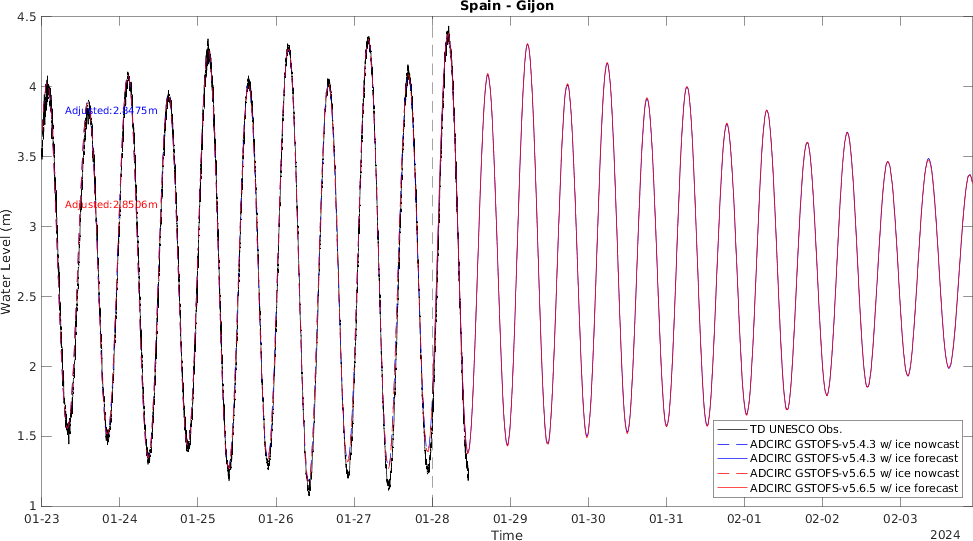 Spain - Gijon
4.5
4
3.5
3
2.5
2
1.5
1
Water Level (m)
Adjusted:2.8475m
Adjusted:2.8506m
TD UNESCO Obs.
ADCIRC GSTOFS-v5.4.3 w/ ice nowcast
ADCIRC GSTOFS-v5.4.3 w/ ice forecast
ADCIRC GSTOFS-v5.6.5 w/ ice nowcast
ADCIRC GSTOFS-v5.6.5 w/ ice forecast
01-23 01-24 01-25 01-26 01-27 01-28 01-29 01-30 01-31 02-01 02-02 02-03
Time
2024